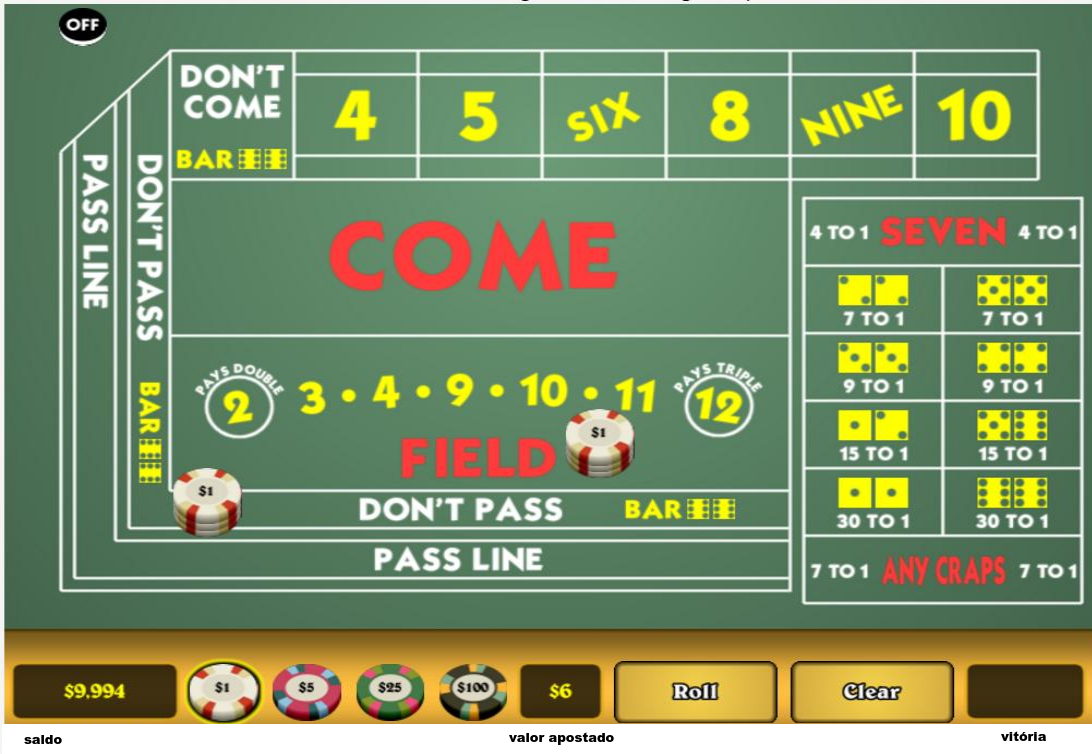 OFF
DON'T
COME
BAR
4
5
SIX
8
NINE
10
PASS LINE
DON'T PASS
BAR
COME
4 TO 1 SEVEN 4 TO 1
7 TO 1
7 TO 1
9 TO 1
9 TO 1
15 TO 1
15 TO 1
30 TO 1
30 TO 1
7 TO 1 ANY CRAPS 7 TO 1
PAYS DOUBLE
2
3 • 4 • 9 • 10 • 11
PAYS TRIPLE
12
FIELD
$1
$1
DON'T PASS BAR
PASS LINE
$9,994
$1
$5
$25
$100
$6
Roll
Clear
saldo
valor apostado
vitória